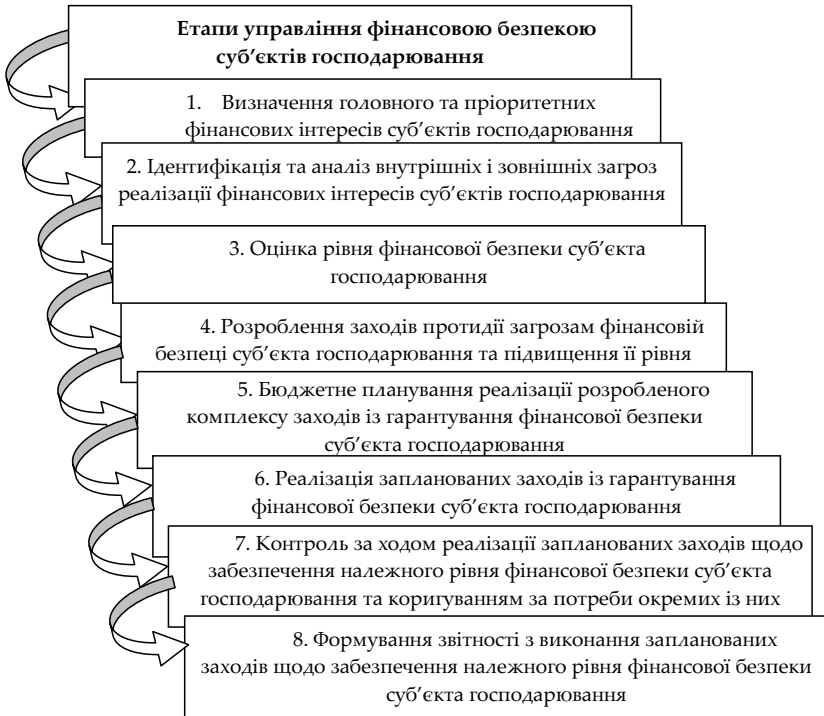 Етапи управління фінансовою безпекою
суб’єктів господарювання
1. Визначення головного та пріоритетних
фінансових інтересів суб’єктів господарювання
2. Ідентифікація та аналіз внутрішніх і зовнішніх загроз
реалізації фінансових інтересів суб’єктів господарювання
3. Оцінка рівня фінансової безпеки суб’єкта
господарювання
4. Розроблення заходів протидії загрозам фінансовій
безпеці суб’єкта господарювання та підвищення її рівня
5. Бюджетне планування реалізації розробленого
комплексу заходів із гарантування фінансової безпеки
суб’єкта господарювання
6. Реалізація запланованих заходів із гарантування
фінансової безпеки суб’єкта господарювання
7. Контроль за ходом реалізації запланованих заходів щодо
забезпечення належного рівня фінансової безпеки суб’єкта
господарювання та коригуванням за потреби окремих із них
8. Формування звітності з виконання запланованих
заходів щодо забезпечення належного рівня фінансової безпеки
суб’єкта господарювання